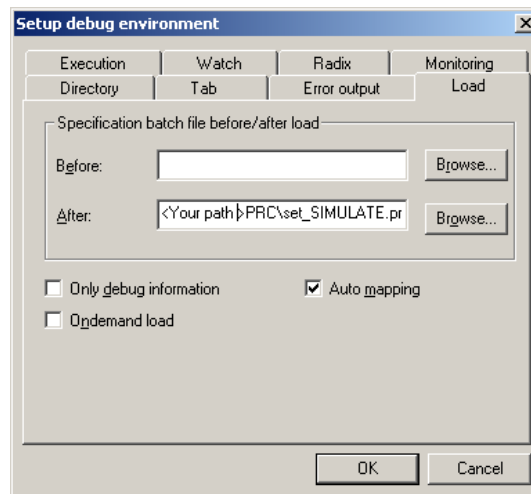 Setup debug environment
Execution Watch Radix Monitoring
Directory Tab Error output Load
Specification batch file before/after load
Before: Browse...
After: <Your path >PRC\set_SIMULATE.pr Browse...
Only debug information Auto mapping
Ondemand load
OK Cancel